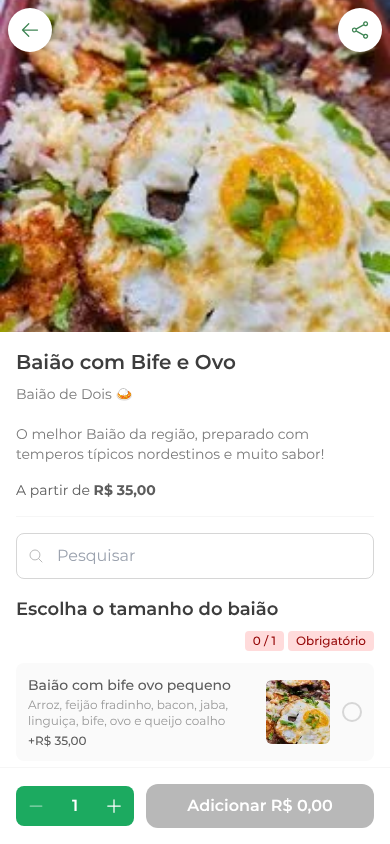 Baião com Bife e Ovo
Baião de Dois 🍛
O melhor Baião da região, preparado com
temperos típicos nordestinos e muito sabor!
A partir de R$ 35,00
Pesquisar
Escolha o tamanho do baião
0 / 1 Obrigatório
Baião com bife ovo pequeno
Arroz, feijão fradinho, bacon, jaba,
linguiça, bife, ovo e queijo coalho
+R$ 35,00
1 Adicionar R$ 0,00